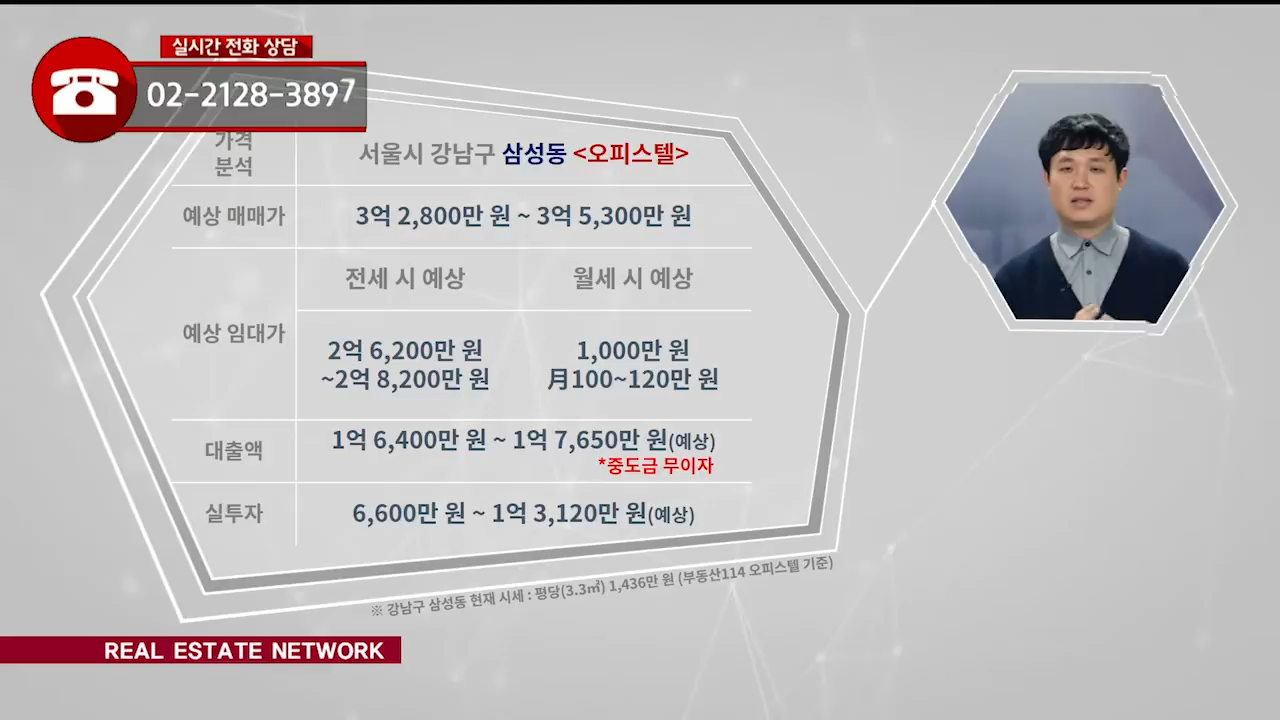 실시간 전화 상담
02-2128-3897
가격
분석
서울시 강남구 삼성동 <오피스텔>
예상 매매가
3억 2,800만 원 ~ 3억 5,300만 원
전세 시 예상
월세 시 예상
예상 임대가
2억 6,200만 원
~2억 8,200만 원
1,000만 원
月100~120만 원
대출액
1억 6,400만 원 ~ 1억 7,650만 원(예상)
*중도금 무이자
실투자
6,600만 원 ~ 1억 3,120만 원(예상)
※ 강남구 삼성동 현재 시세 : 평당(3.3㎡) 1,436만 원 (부동산114 오피스텔 기준)
REAL ESTATE NETWORK